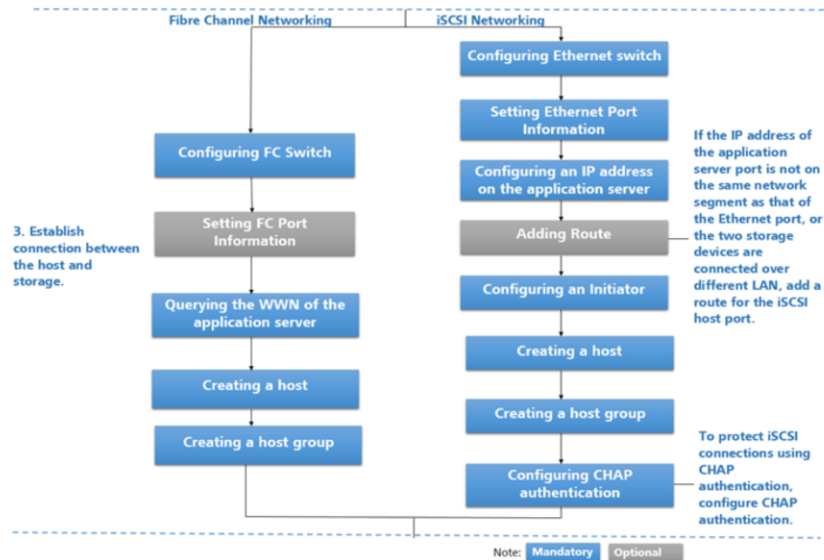 Fibre Channel Networking
iSCSI Networking
3. Establish
connection between
the host and
storage.
Configuring FC Switch
Setting FC Port
Information
Querying the WWN of the
application server
Creating a host
Creating a host group
Configuring Ethernet switch
Setting Ethernet Port
Information
Configuring an IP address
on the application server
Adding Route
Configuring an Initiator
Creating a host
Creating a host group
Configuring CHAP
authentication
If the IP address of
the application
server port is not on
the same network
segment as that of
the Ethernet port, or
the two storage
devices are
connected over
different LAN, add a
route for the iSCSI
host port.
To protect iSCSI
connections using
CHAP
authentication,
configure CHAP
authentication.
Note: Mandatory Optional